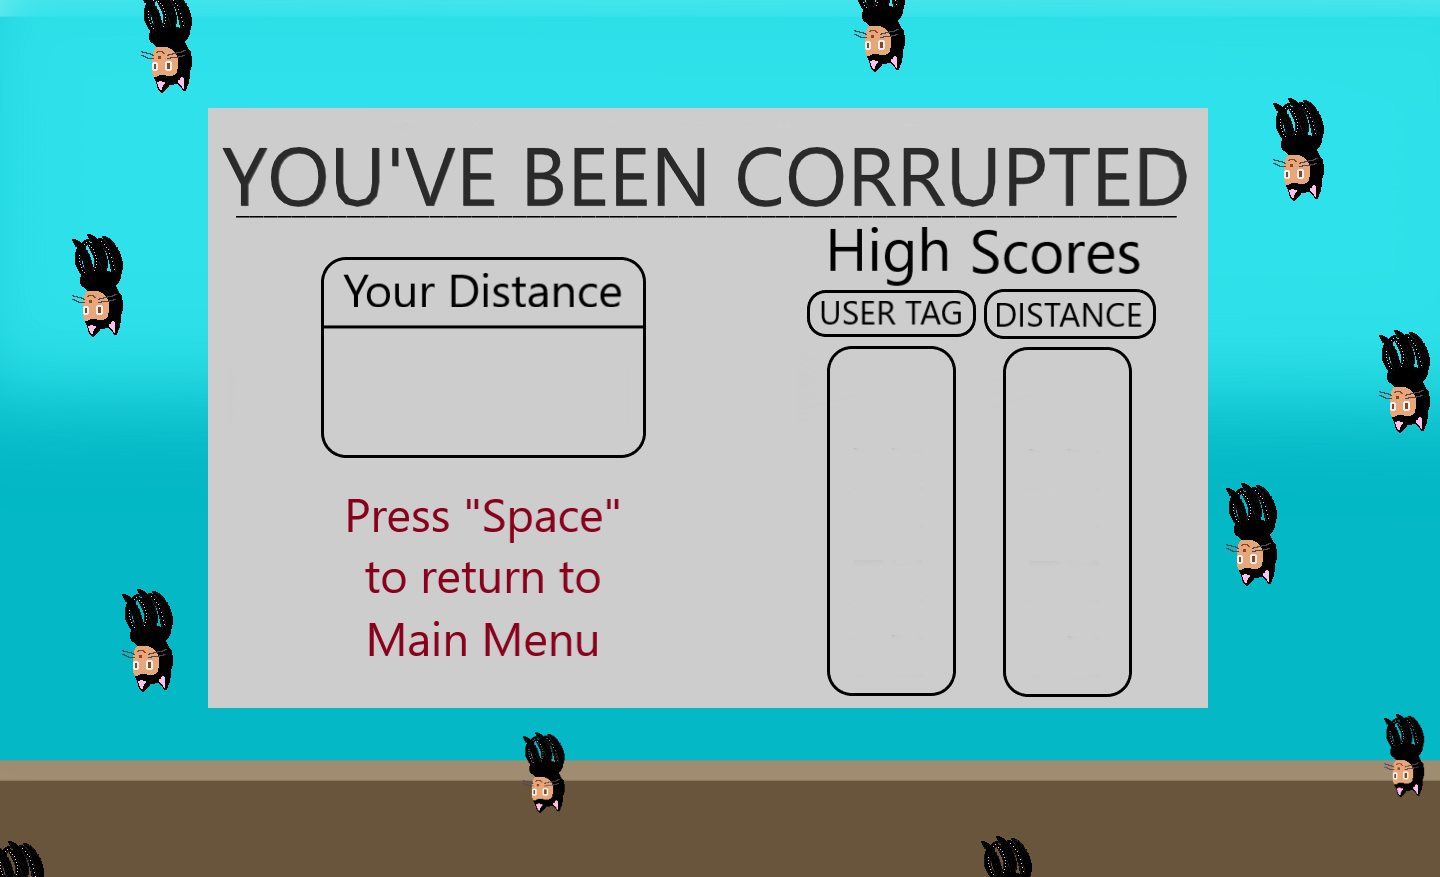 YOU'VE BEEN CORRUPTED
Your Distance
Press "Space"
to return to
Main Menu
High Scores
USER TAG
DISTANCE